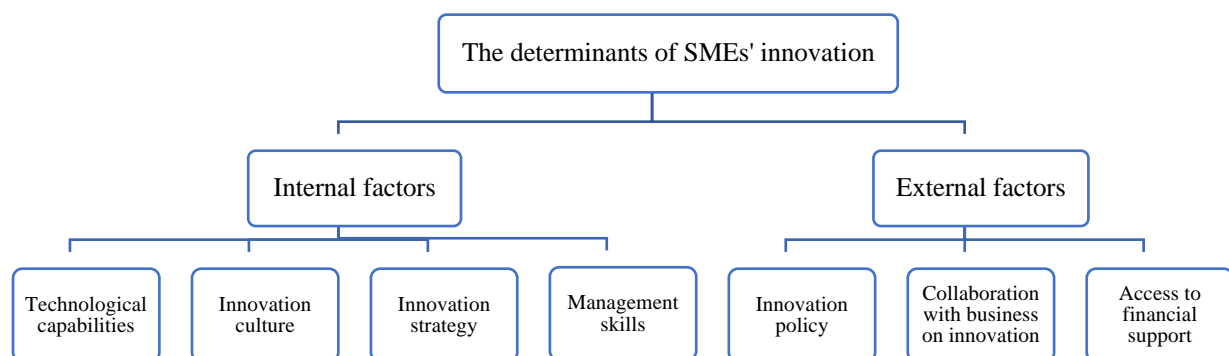 The determinants of SMEs' innovation
Internal factors
External factors
Technological
capabilities
Innovation
culture
Innovation
strategy
Management
skills
Innovation
policy
Collaboration
with business
on innovation
Access to
financial
support